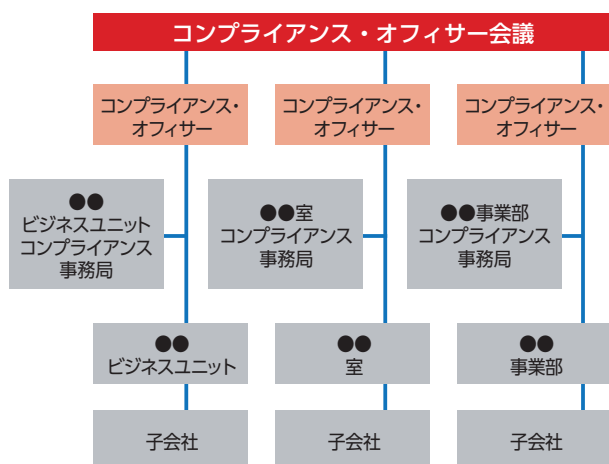 コンプライアンス・オフィサー会議
コンプライアンス・
オフィサー
コンプライアンス・
オフィサー
コンプライアンス・
オフィサー
●●
ビジネスユニット
コンプライアンス
事務局
●●室
コンプライアンス
事務局
●●事業部
コンプライアンス
事務局
●●
ビジネスユニット
●●
室
●●
事業部
子会社
子会社
子会社